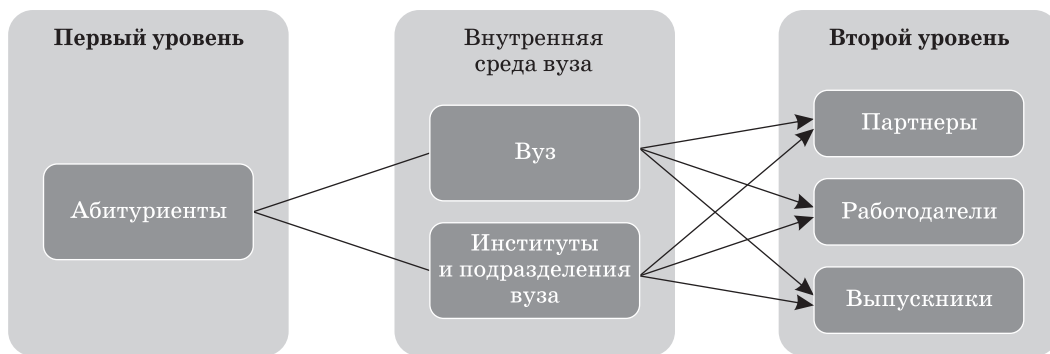 Первый уровень
Абитуриенты
Внутренняя
среда вуза
Вуз
Институты
и подразделения
вуза
Второй уровень
Партнеры
Работодатели
Выпускники